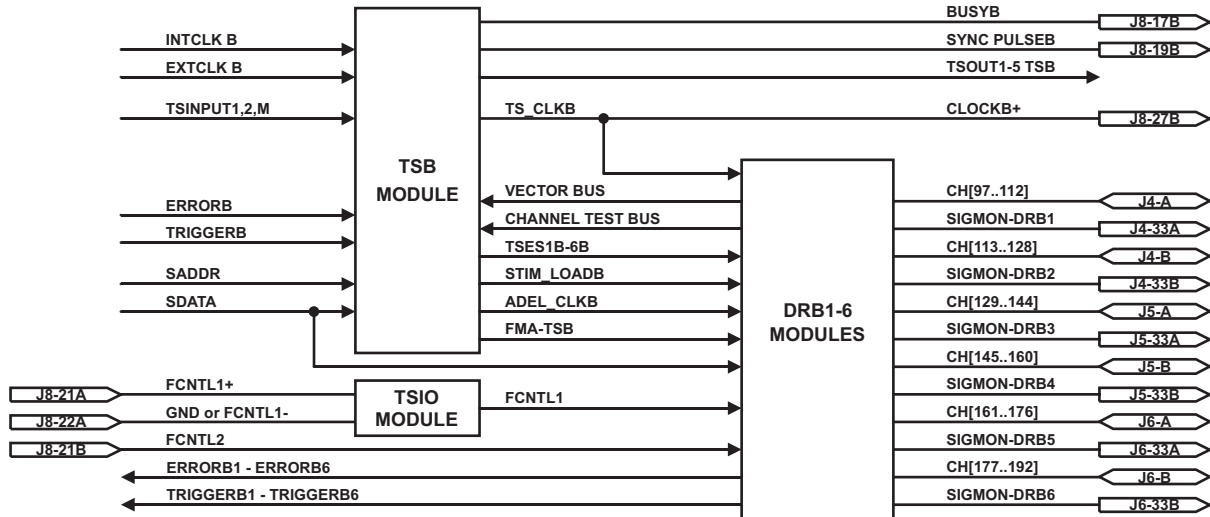 BUSYB
J8-17B
INTCLK B
SYNC PULSEB
J8-19B
EXTCLK B
TSOUT1-5 TSB
TSINPUT1,2,M
TS_CLKB
CLOCKB+
J8-27B
TSB
MODULE
VECTOR BUS
CH[97..112]
J4-A
ERRORB
CHANNEL TEST BUS
SIGMON-DRB1
J4-33A
TRIGGERB
TSES1B-6B
CH[113..128]
J4-B
SADDR
STIM_LOADB
SIGMON-DRB2
J4-33B
SDATA
ADEL_CLKB
CH[129..144]
J5-A
DRB1-6
MODULES
FMA-TSB
SIGMON-DRB3
J5-33A
CH[145..160]
J5-B
J8-21A
FCNTL1+
TSIO
MODULE
FCNTL1
SIGMON-DRB4
J5-33B
J8-22A
GND or FCNTL1-
CH[161..176]
J6-A
J8-21B
FCNTL2
SIGMON-DRB5
J6-33A
ERRORB1 - ERRORB6
CH[177..192]
J6-B
TRIGGERB1 - TRIGGERB6
SIGMON-DRB6
J6-33B